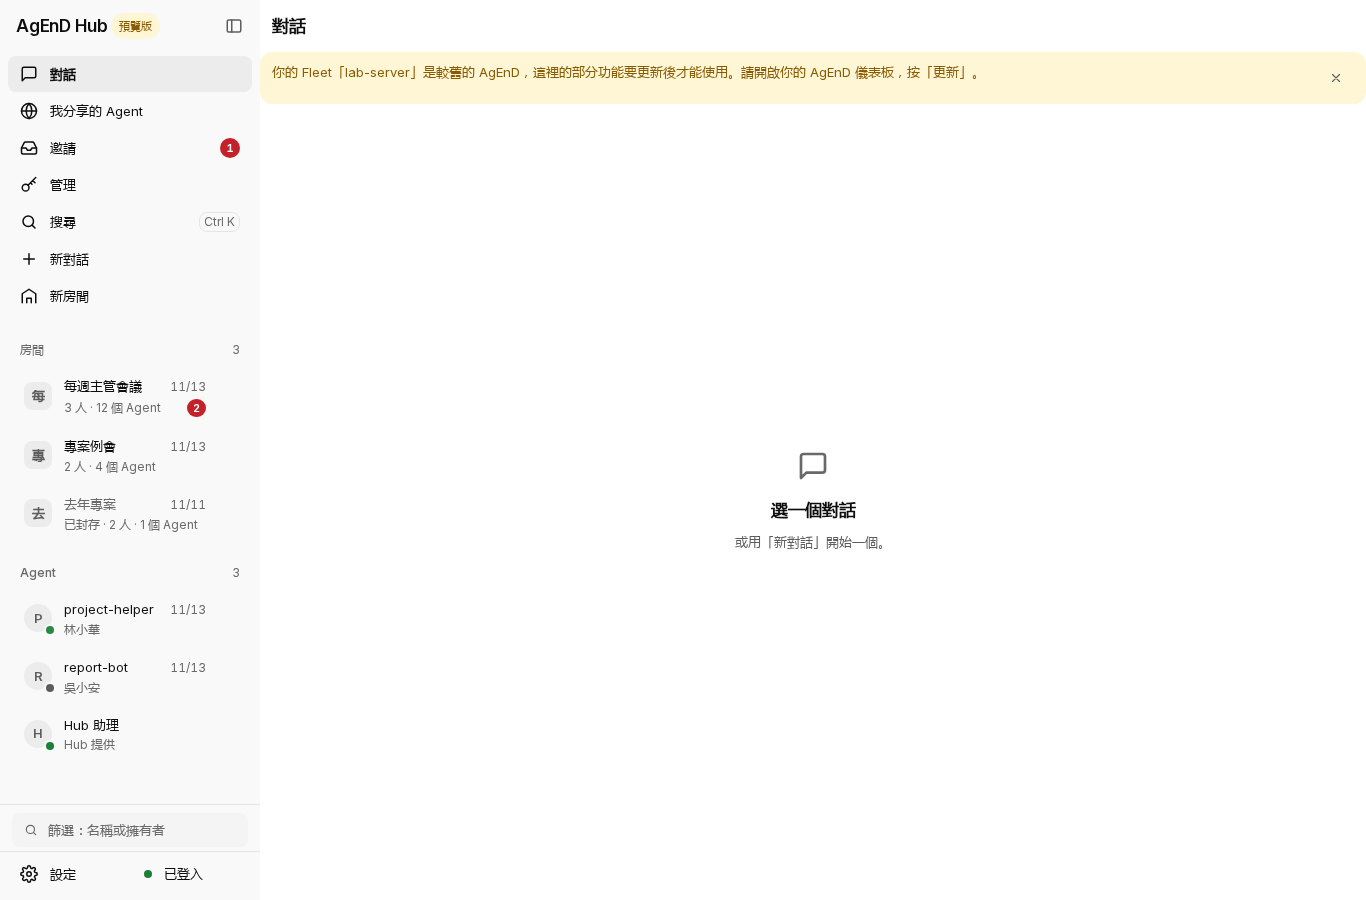 AgEnD Hub 預覽版
對話
我分享的 Agent
邀請 1
管理
搜尋 Ctrl K
新對話
新房間
房間 3
每 每週主管會議 11/13
3 人 · 12 個 Agent 2
專 專案例會 11/13
2 人 · 4 個 Agent
去 去年專案 11/11
已封存 · 2 人 · 1 個 Agent
Agent 3
P project-helper 11/13
林小華
R report-bot 11/13
吳小安
H Hub 助理
Hub 提供
篩選：名稱或擁有者
設定 已登入
對話
你的 Fleet「lab-server」是較舊的 AgEnD，這裡的部分功能要更新後才能使用。請開啟你的 AgEnD 儀表板，按「更新」。
選一個對話
或用「新對話」開始一個。